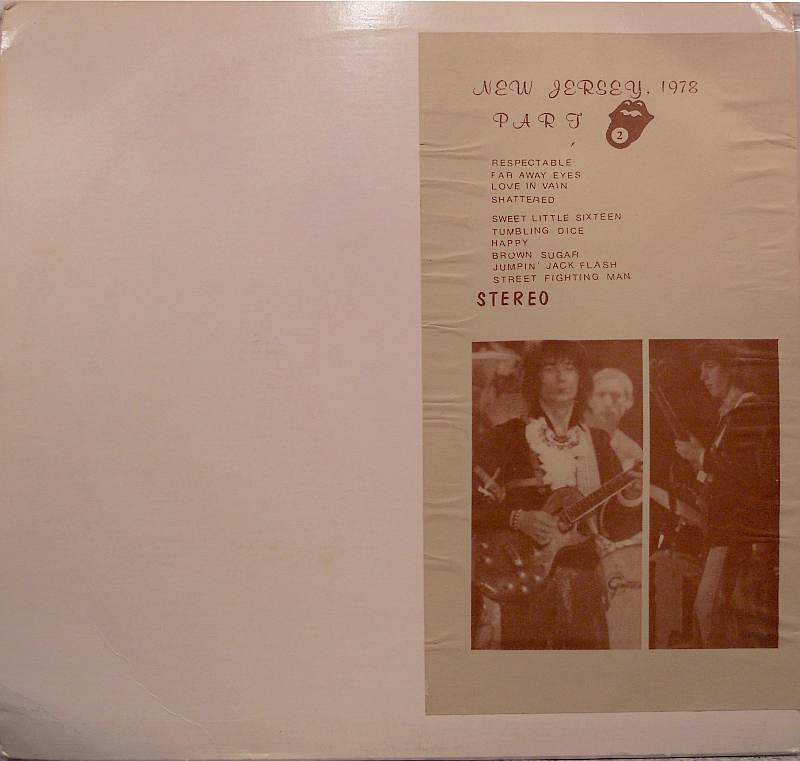 NEW JERSEY. 1978
PART
2
RESPECTABLE
FAR AWAY EYES
LOVE IN VAIN
SHATTERED
SWEET LITTLE SIXTEEN
TUMBLING DICE
HAPPY
BROWN SUGAR
JUMPIN' JACK FLASH
STREET FIGHTING MAN
STEREO